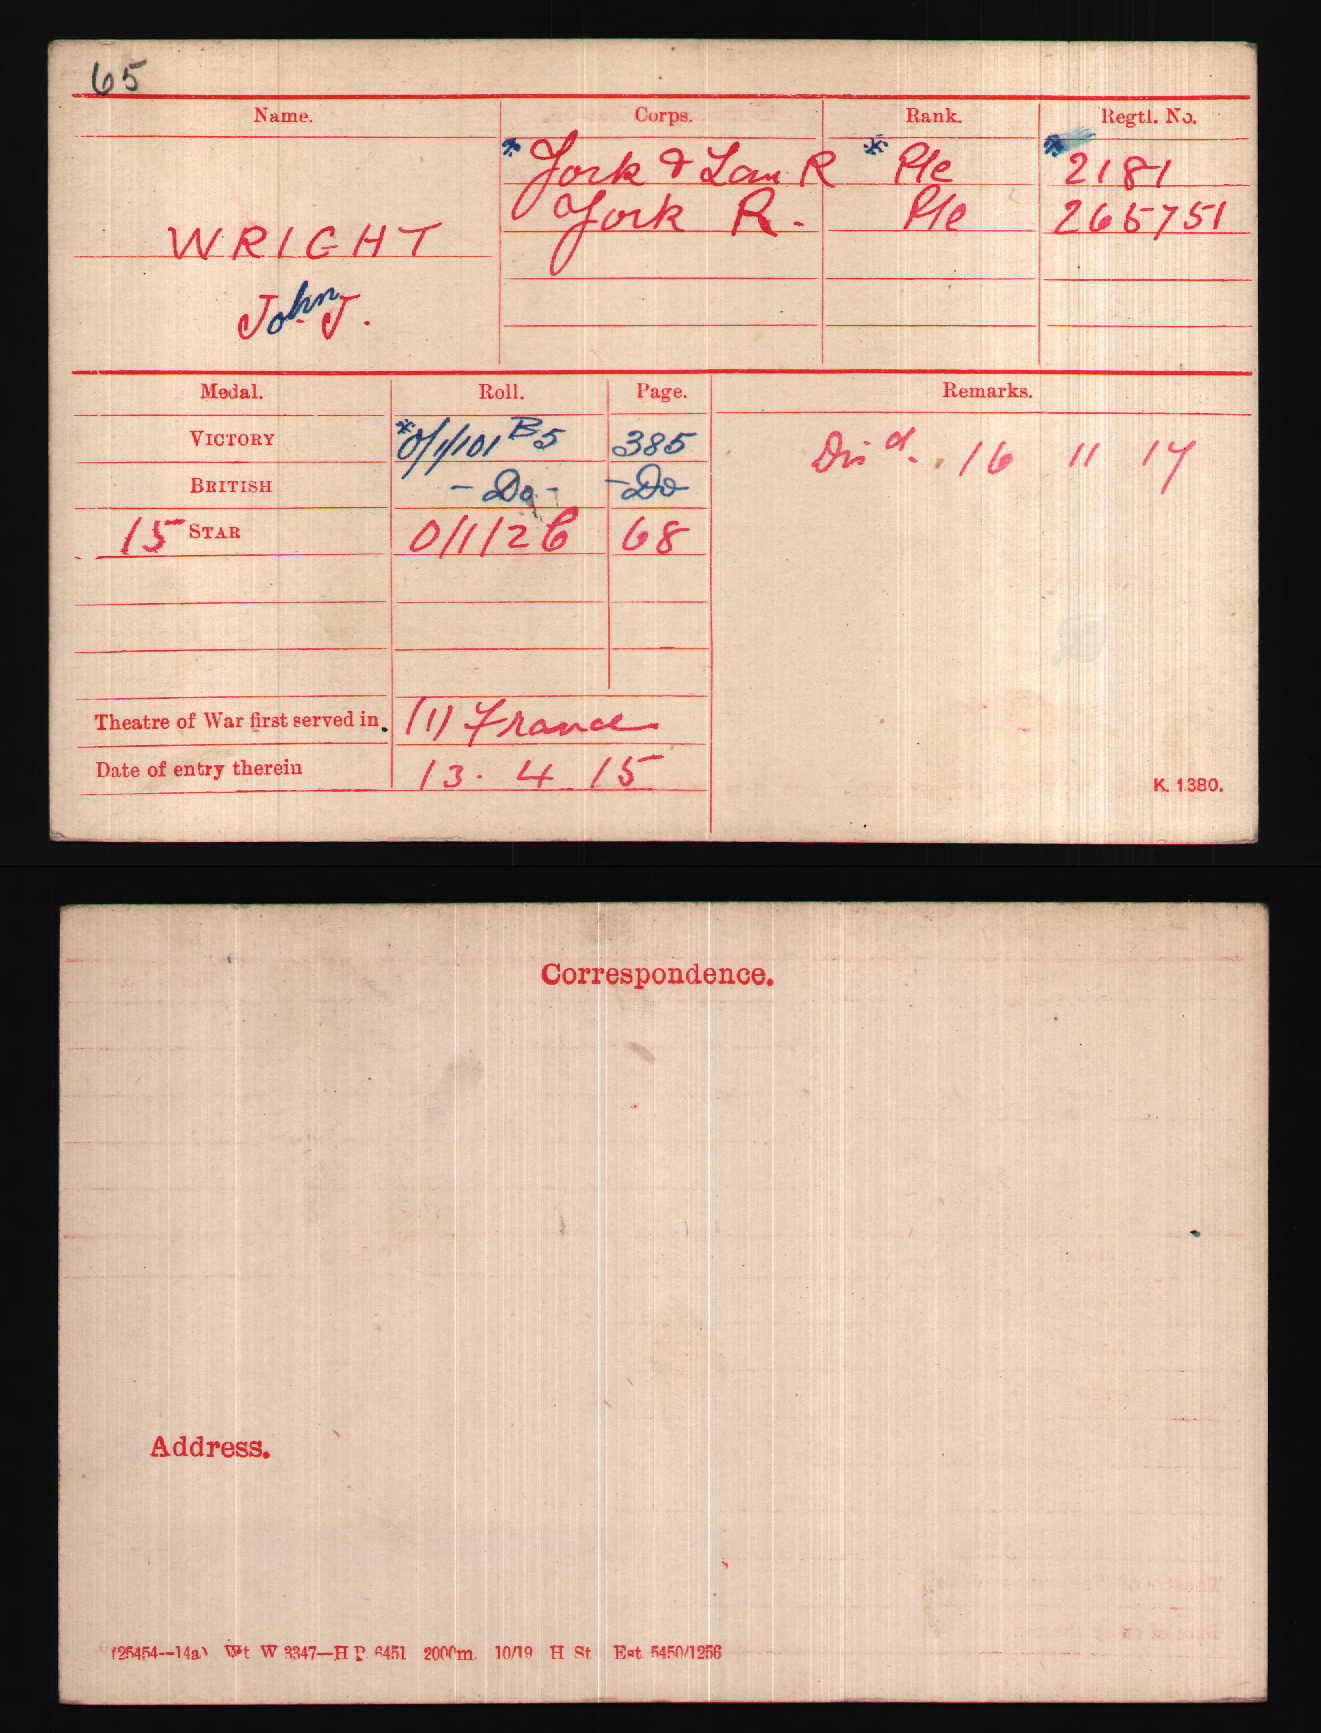 65
Name. Corps. Rank. Regtl. No.
* York & Lan R * Pte * 2181
York R. Pte 265751
WRIGHT
John J.
Medal. Roll. Page. Remarks.
VICTORY * O/1/101 B5 385
Disd. 16 11 17
BRITISH - Do - - Do -
15 STAR O/1/2 C 68
Theatre of War first served in. (1) France
Date of entry therein 13. 4 15
K. 1380.
Correspondence.
Address.
(25454--14a) Wt W 3347—H P 6451 2000m. 10/19 H St Est 5450/1256